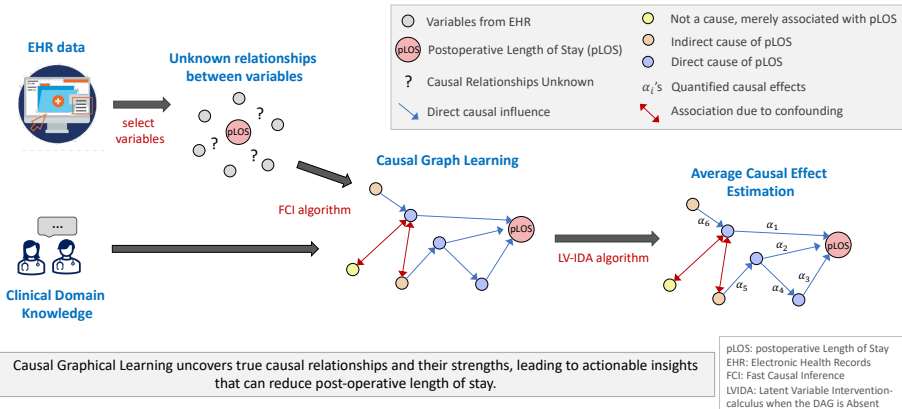 EHR data
Unknown relationships
between variables
select
variables
pLOS
?
?
?
Variables from EHR
pLOS
Postoperative Length of Stay (pLOS)
?
Causal Relationships Unknown
Direct causal influence
Not a cause, merely associated with pLOS
Indirect cause of pLOS
Direct cause of pLOS
αᵢ's Quantified causal effects
Association due to confounding
Causal Graph Learning
FCI algorithm
pLOS
...
Clinical Domain
Knowledge
LV-IDA algorithm
Average Causal Effect
Estimation
α₆
α₁
α₂
α₃
α₅
α₄
pLOS
Causal Graphical Learning uncovers true causal relationships and their strengths, leading to actionable insights
that can reduce post-operative length of stay.
pLOS: postoperative Length of Stay
EHR: Electronic Health Records
FCI: Fast Causal Inference
LVIDA: Latent Variable Intervention-
calculus when the DAG is Absent